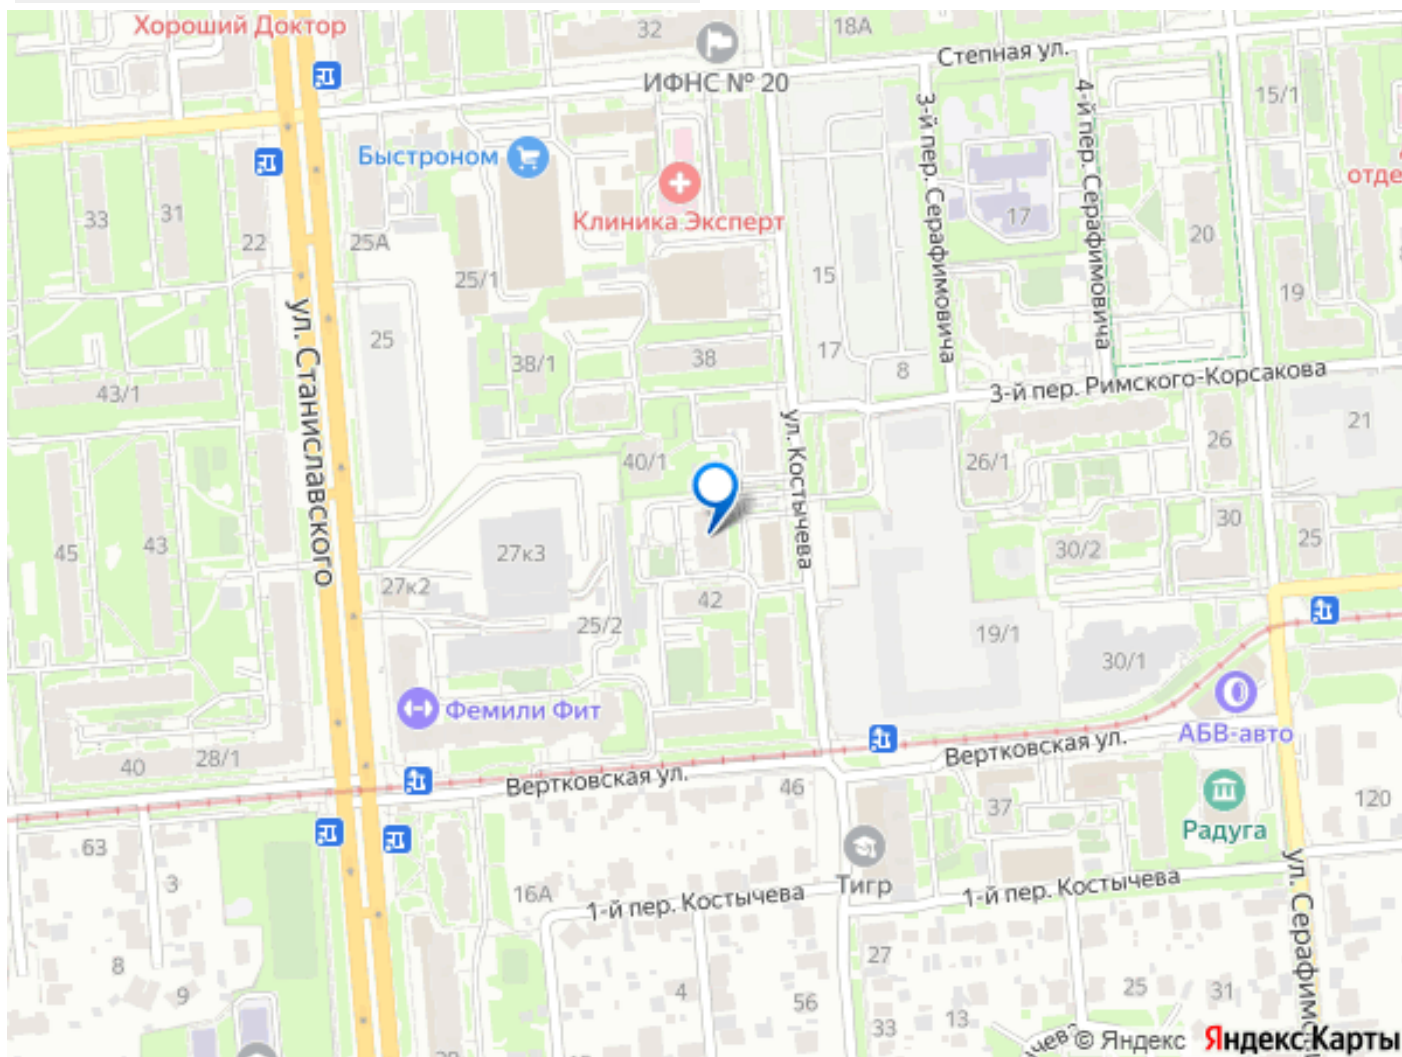 Хороший Доктор
32
18А
ИФНС № 20
Степная ул.
15/1
3-й пер. Серафимовича
4-й пер. Серафимовича
Быстроном
Клиника Эксперт
отде
33
31
22
25А
25/1
17
20
15
19
ул. Станиславского
25
38/1
38
17
8
43/1
3-й пер. Римского-Корсакова
ул. Костычева
40/1
26/1
26
21
45
43
27к3
27к2
42
25/2
30/2
30
25
19/1
30/1
Фемили Фит
АБВ-авто
28/1
40
Вертковская ул.
Вертковская ул.
46
37
Радуга
120
63
3
16А
Тигр
1-й пер. Костычева
1-й пер. Костычева
ул. Серафимо
8
9
4
56
27
33
13
25
31
чева
© Яндекс Яндекс Карты